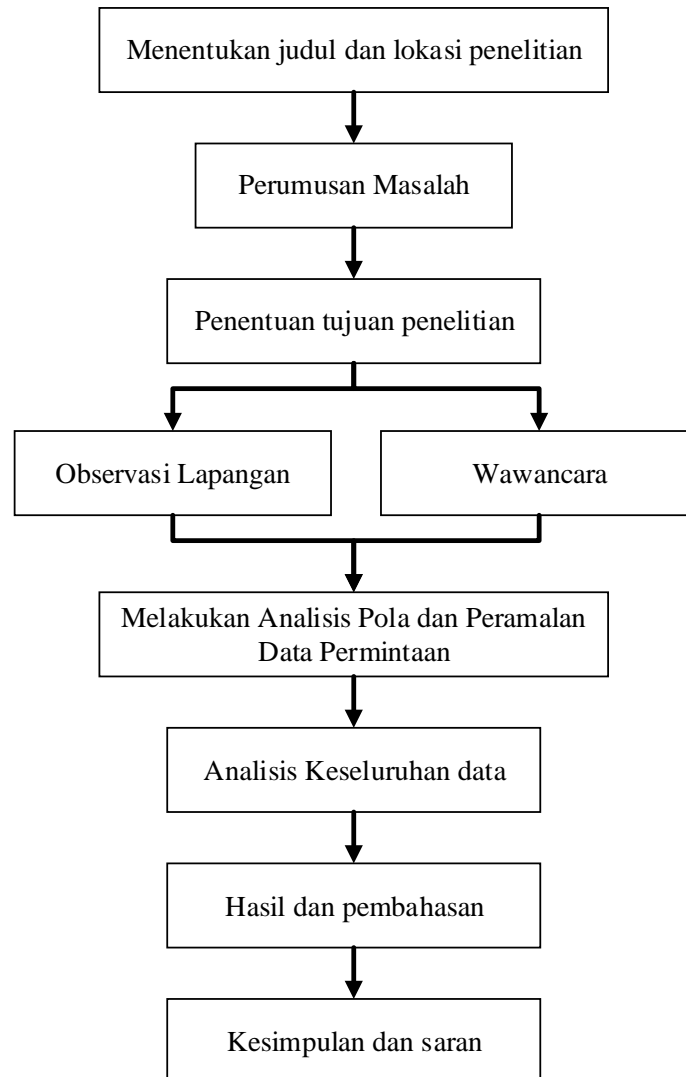 Menentukan judul dan lokasi penelitian
Perumusan Masalah
Penentuan tujuan penelitian
Observasi Lapangan
Wawancara
Melakukan Analisis Pola dan Peramalan
Data Permintaan
Analisis Keseluruhan data
Hasil dan pembahasan
Kesimpulan dan saran